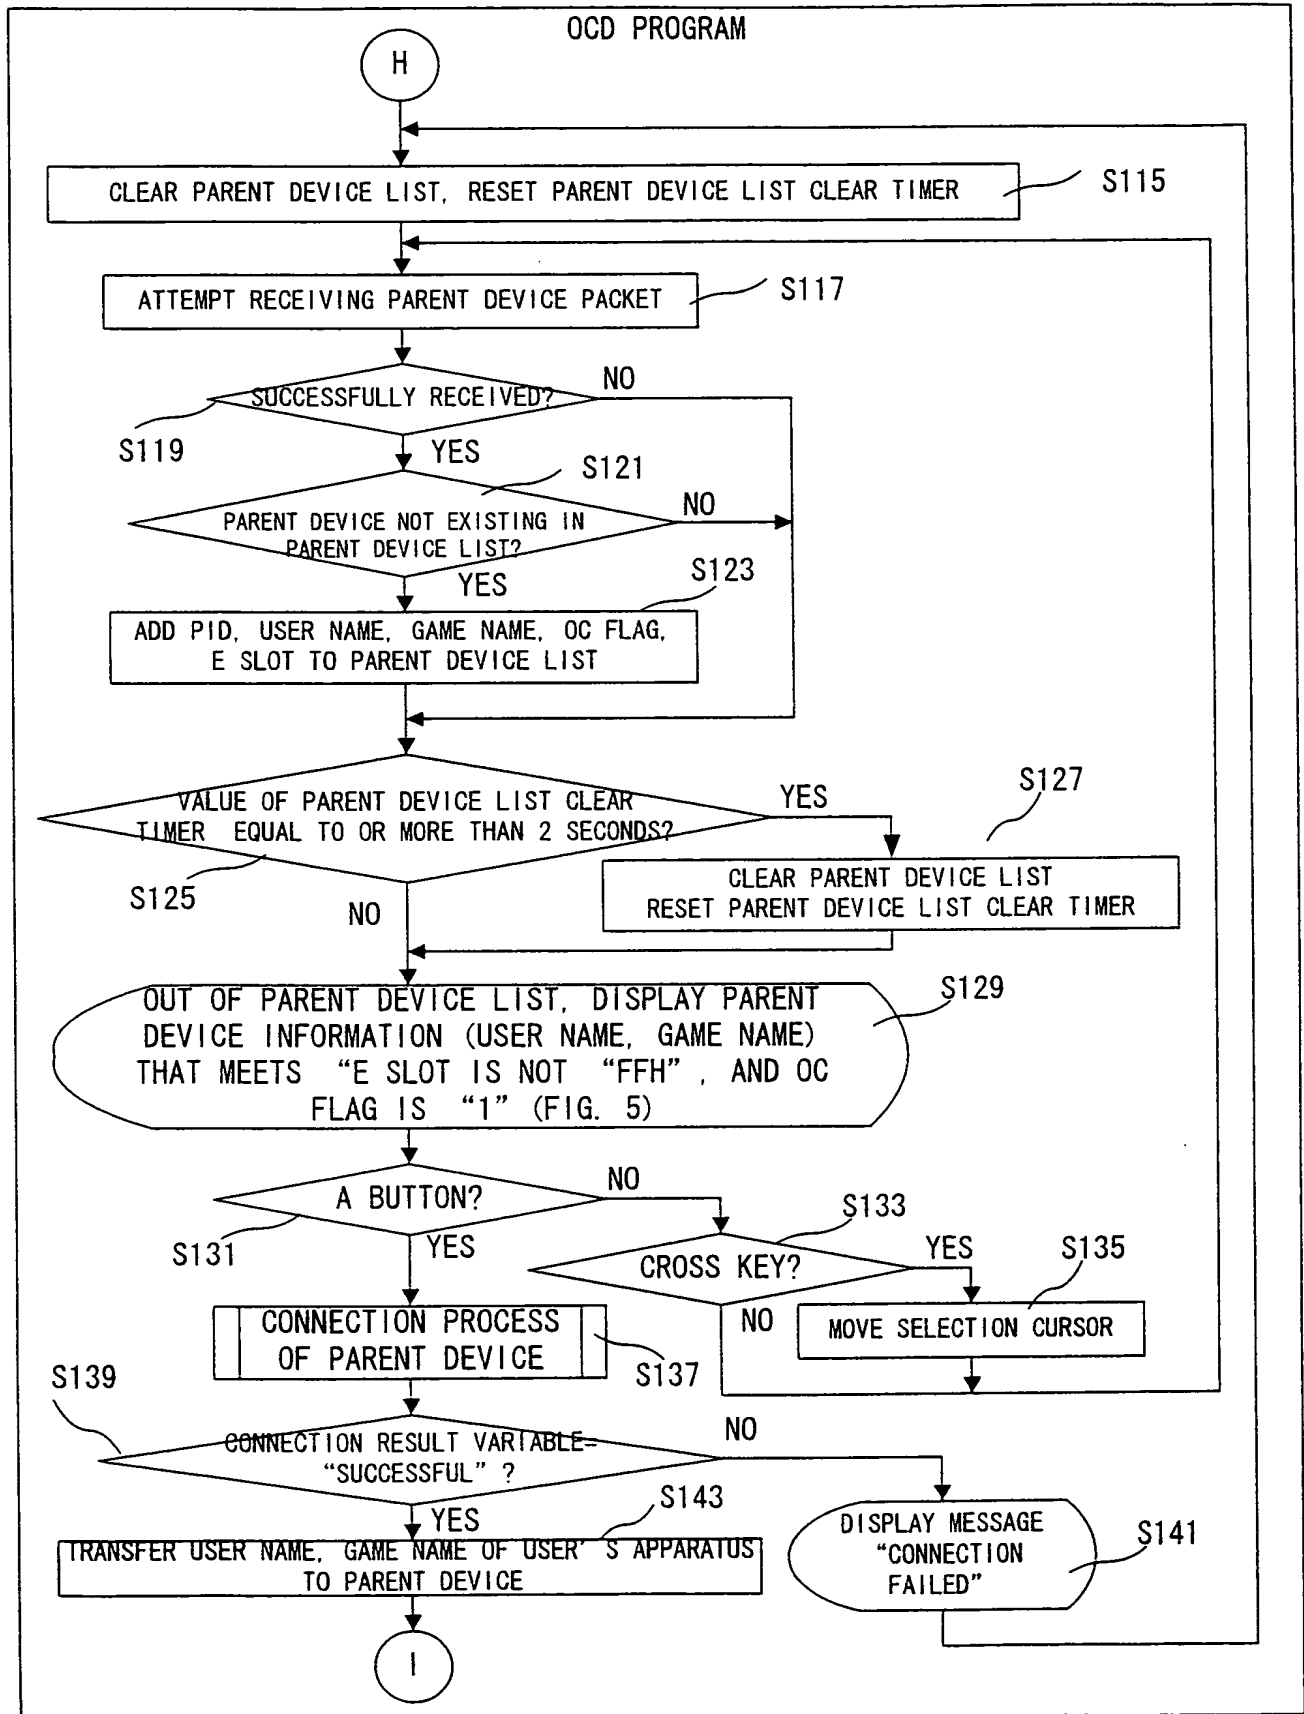 OCD PROGRAM
H
CLEAR PARENT DEVICE LIST, RESET PARENT DEVICE LIST CLEAR TIMER
S115
ATTEMPT RECEIVING PARENT DEVICE PACKET
S117
SUCCESSFULLY RECEIVED?
NO
S119
YES
S121
PARENT DEVICE NOT EXISTING IN
PARENT DEVICE LIST?
NO
YES
S123
ADD PID, USER NAME, GAME NAME, OC FLAG,
E SLOT TO PARENT DEVICE LIST
VALUE OF PARENT DEVICE LIST CLEAR
TIMER EQUAL TO OR MORE THAN 2 SECONDS?
YES
S127
S125
NO
CLEAR PARENT DEVICE LIST
RESET PARENT DEVICE LIST CLEAR TIMER
OUT OF PARENT DEVICE LIST, DISPLAY PARENT
DEVICE INFORMATION (USER NAME, GAME NAME)
THAT MEETS “E SLOT IS NOT “FFH”, AND OC
FLAG IS “1” (FIG. 5)
S129
A BUTTON?
NO
S131
YES
S133
CROSS KEY?
YES
S135
NO
MOVE SELECTION CURSOR
CONNECTION PROCESS
OF PARENT DEVICE
S137
S139
CONNECTION RESULT VARIABLE=
“SUCCESSFUL”?
NO
YES
S143
TRANSFER USER NAME, GAME NAME OF USER'S APPARATUS
TO PARENT DEVICE
DISPLAY MESSAGE
“CONNECTION
FAILED”
S141
I